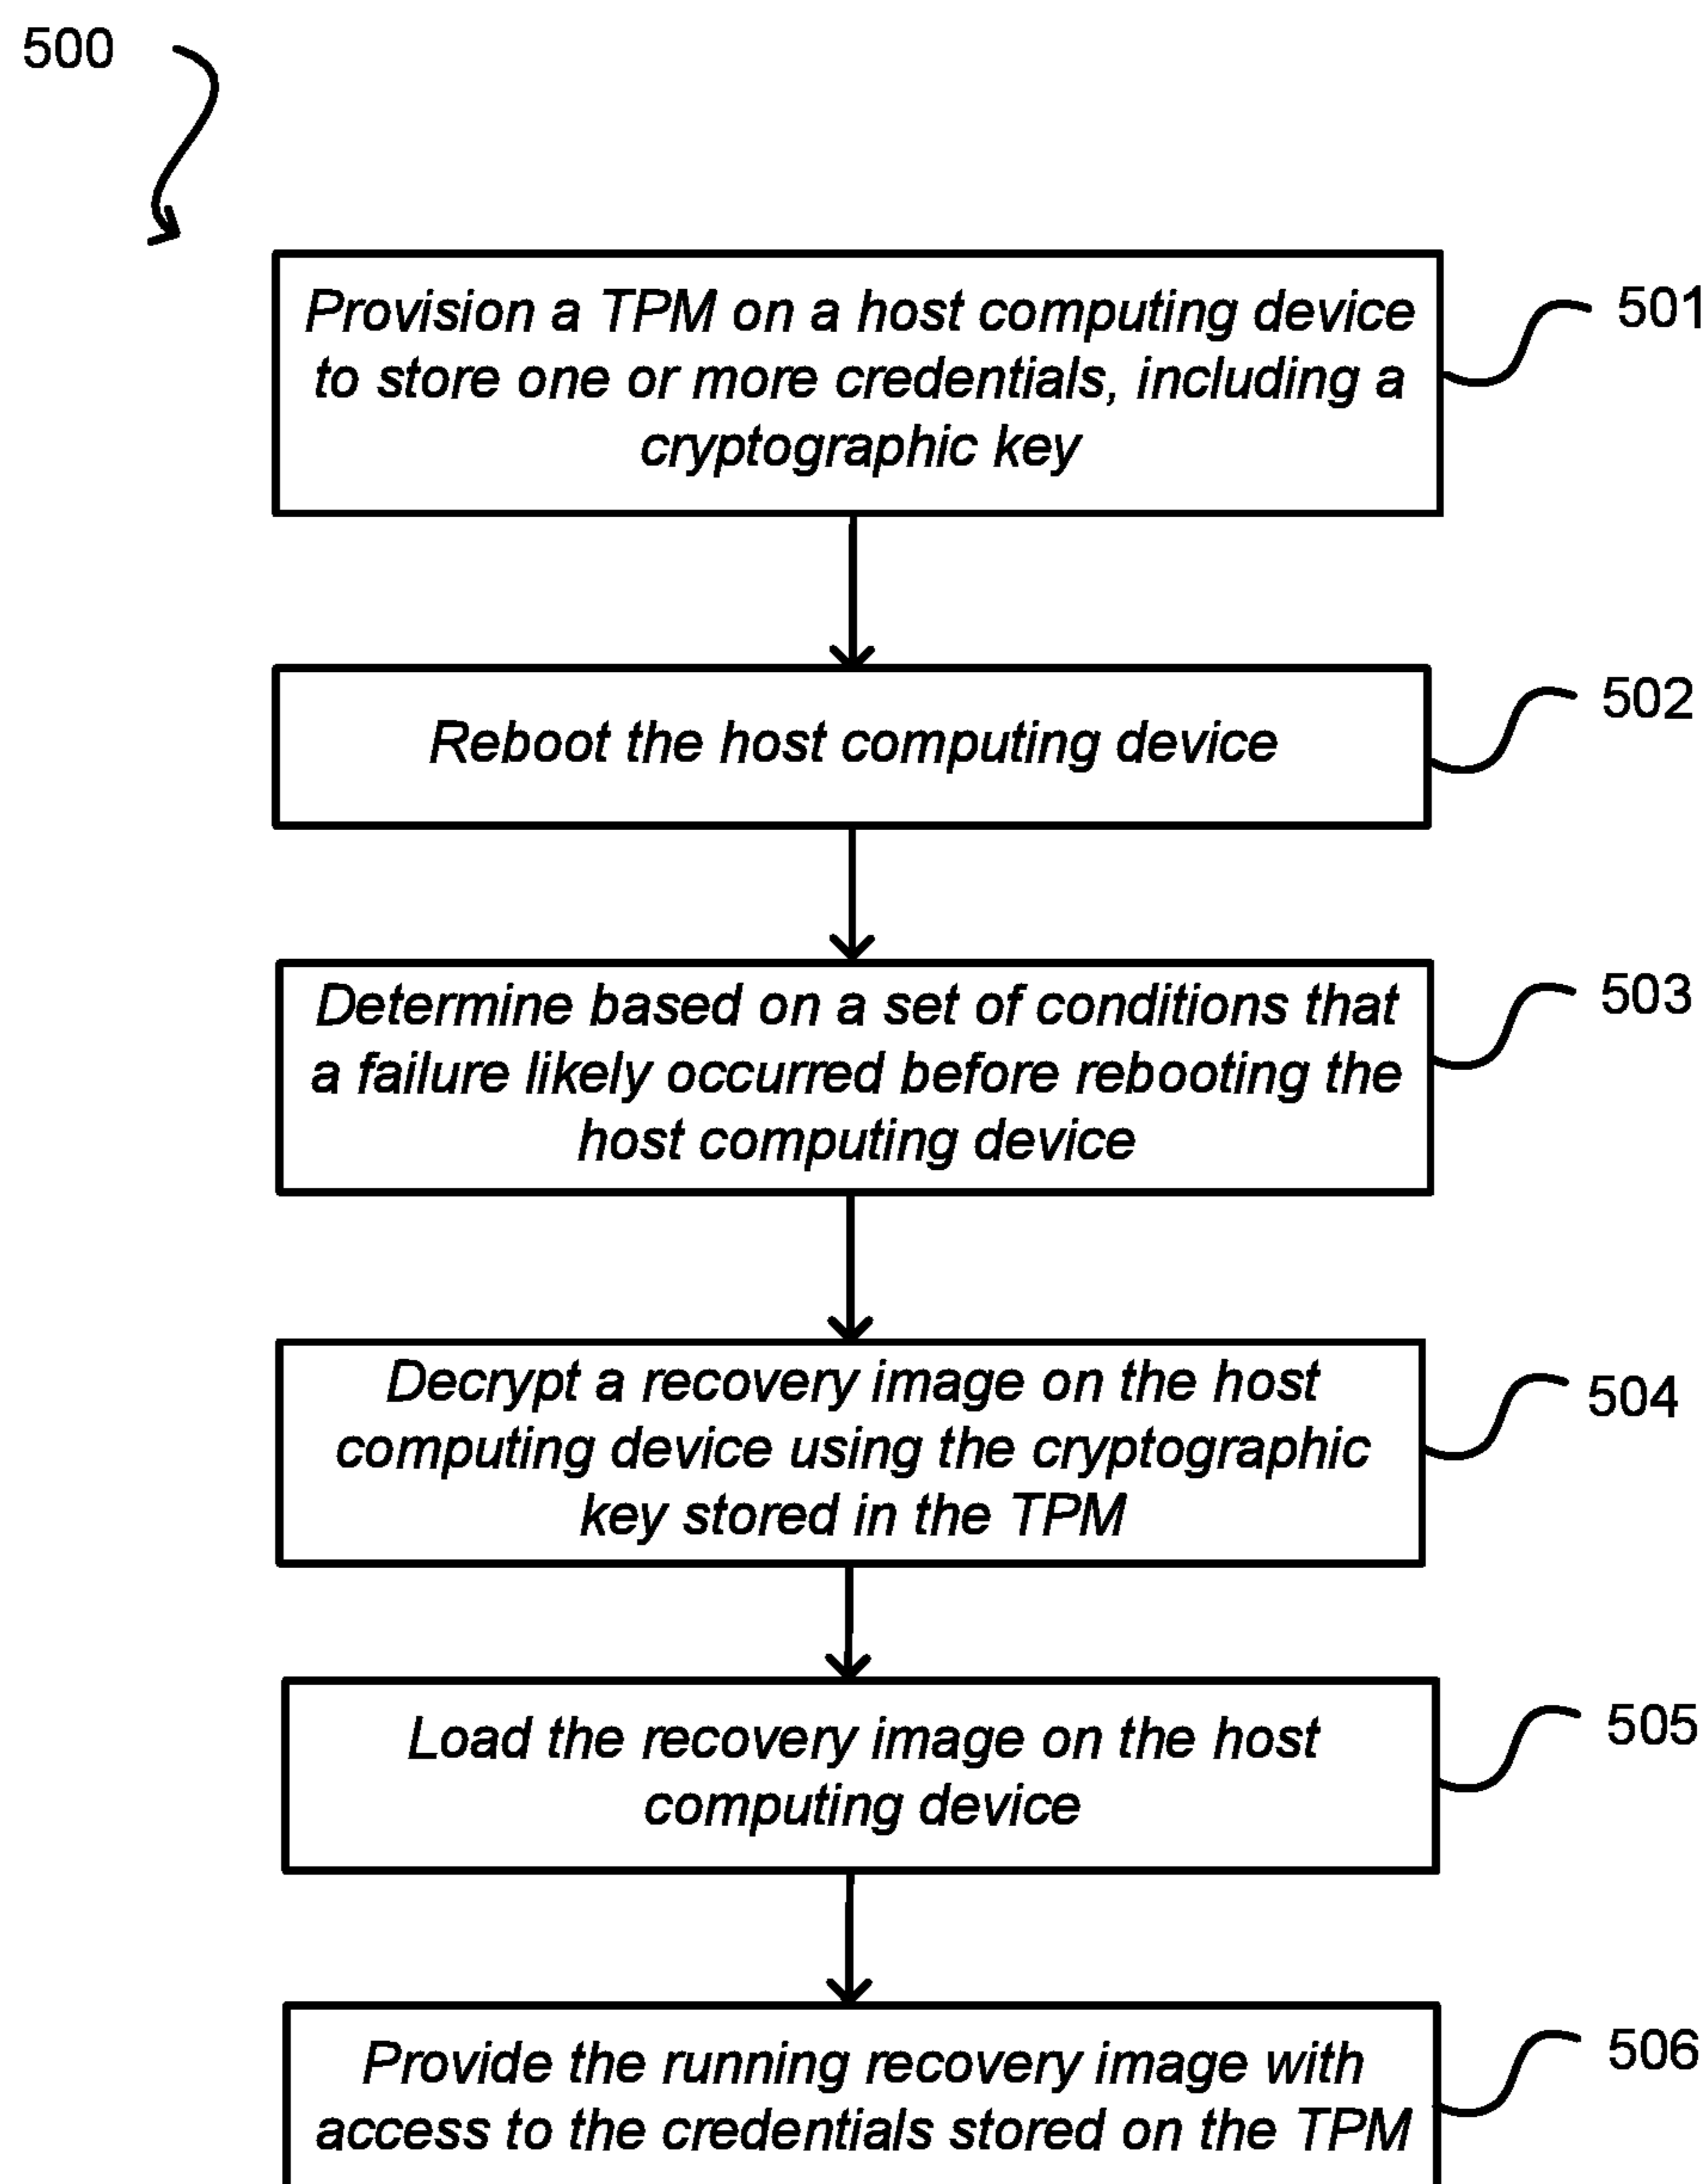 500
Provision a TPM on a host computing device
to store one or more credentials, including a
cryptographic key
501
Reboot the host computing device
502
Determine based on a set of conditions that
a failure likely occurred before rebooting the
host computing device
503
Decrypt a recovery image on the host
computing device using the cryptographic
key stored in the TPM
504
Load the recovery image on the host
computing device
505
Provide the running recovery image with
access to the credentials stored on the TPM
506